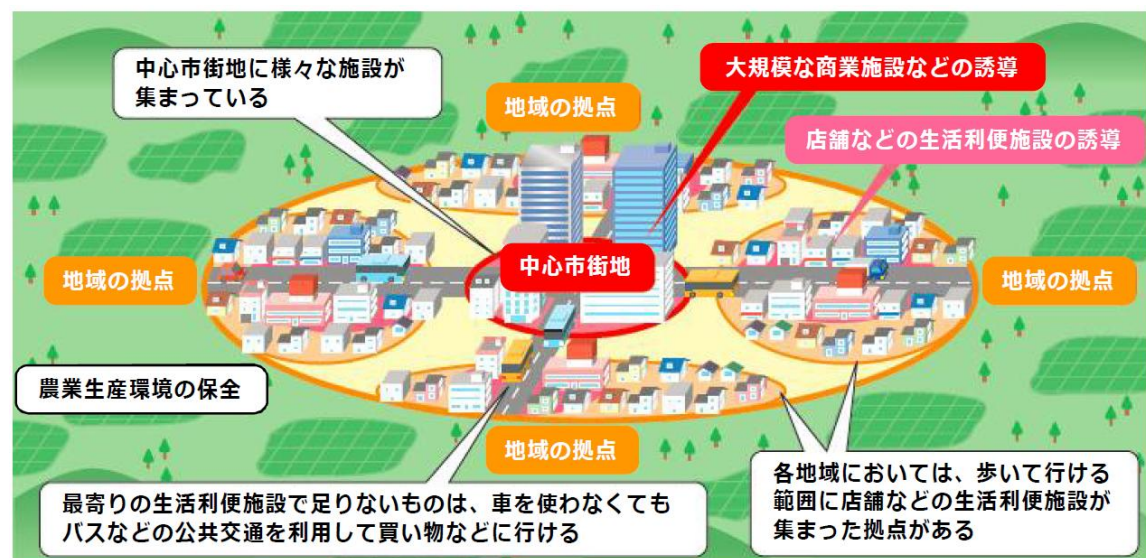 中心市街地に様々な施設が
集まっている
大規模な商業施設などの誘導
地域の拠点
店舗などの生活利便施設の誘導
中心市街地
地域の拠点
地域の拠点
農業生産環境の保全
地域の拠点
最寄りの生活利便施設で足りないものは、車を使わなくても
バスなどの公共交通を利用して買い物などに行ける
各地域においては、歩いて行ける
範囲に店舗などの生活利便施設が
集まった拠点がある